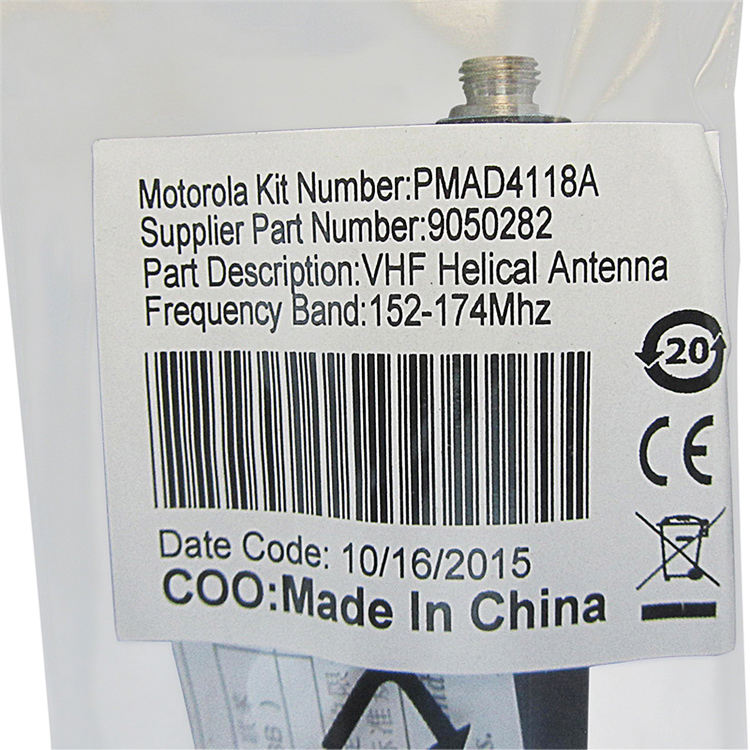 Motorola Kit Number:PMAD4118A
Supplier Part Number:9050282
Part Description:VHF Helical Antenna
Frequency Band:152-174Mhz
20
CE
Date Code: 10/16/2015
COO:Made In China